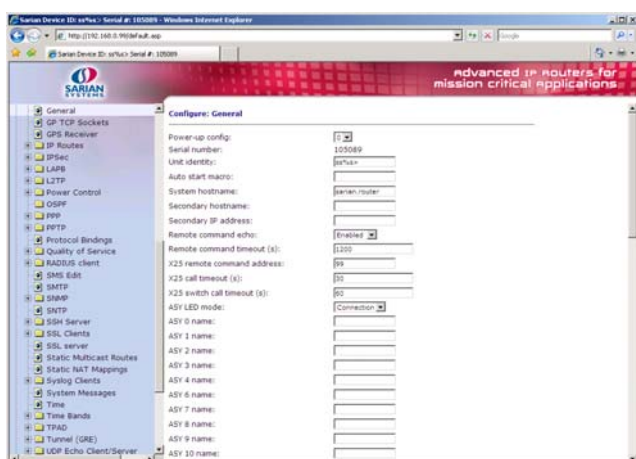 Sarian Device ID: ss%s> Serial #: 105089 - Windows Internet Explorer
http://192.168.0.99/default.asp
Google
Sarian Device ID: ss%s> Serial #: 105089
SARIAN
SYSTEMS
Advanced IP Routers for
mission critical applications
General
GP TCP Sockets
GPS Receiver
IP Routes
IPSec
LAPB
L2TP
Power Control
OSPF
PPP
PPTP
Protocol Bindings
Quality of Service
RADIUS client
SMS Edit
SMTP
SNMP
SNTP
SSH Server
SSL Clients
SSL server
Static Multicast Routes
Static NAT Mappings
Syslog Clients
System Messages
Time
Time Bands
TPAD
Tunnel (GRE)
UDP Echo Client/Server
Configure: General
Power-up config: 0
Serial number: 105089
Unit identity: ss%s>
Auto start macro:
System hostname: sarian.router
Secondary hostname:
Secondary IP address:
Remote command echo: Enabled
Remote command timeout (s): 1200
X25 remote command address: 99
X25 call timeout (s): 30
X25 switch call timeout (s): 60
ASY LED mode: Connection
ASY 0 name:
ASY 1 name:
ASY 2 name:
ASY 3 name:
ASY 4 name:
ASY 6 name:
ASY 7 name:
ASY 8 name:
ASY 9 name:
ASY 10 name: